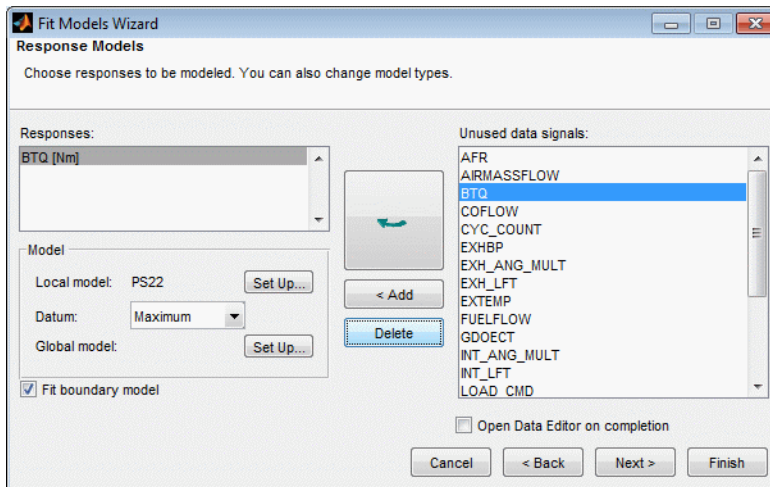 Fit Models Wizard
Response Models
Choose responses to be modeled. You can also change model types.
Responses:
BTQ [Nm]
Model
Local model: PS22 Set Up...
Datum: Maximum
Global model: Set Up...
Fit boundary model
< Add
Delete
Unused data signals:
AFR
AIRMASSFLOW
BTQ
COFLOW
CYC_COUNT
EXHBP
EXH_ANG_MULT
EXH_LFT
EXTEMP
FUELFLOW
GDOECT
INT_ANG_MULT
INT_LFT
LOAD_CMD
Open Data Editor on completion
Cancel < Back Next > Finish